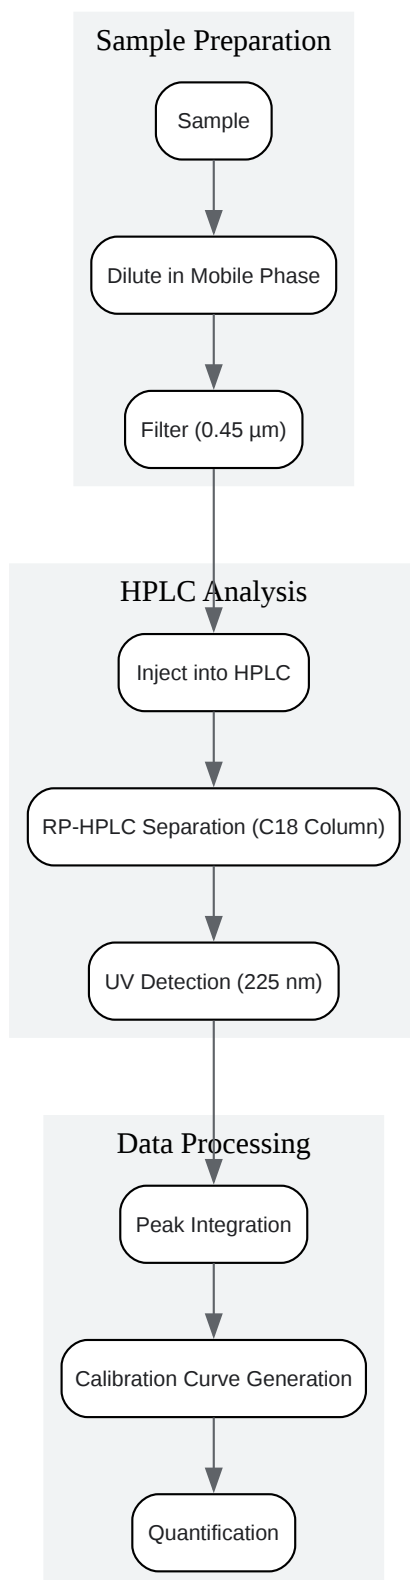 Sample Preparation
Sample
Dilute in Mobile Phase
Filter (0.45 µm)
HPLC Analysis
Inject into HPLC
RP-HPLC Separation (C18 Column)
UV Detection (225 nm)
Data Processing
Peak Integration
Calibration Curve Generation
Quantification